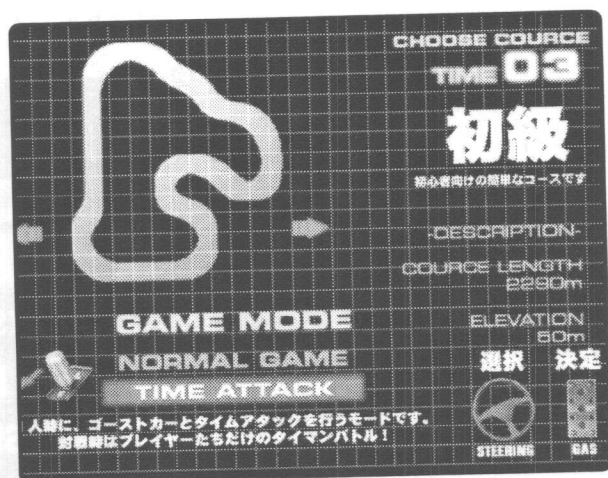 CHOOSE COURCE
TIME 03
初級
初心者向けの簡単なコースです
-DESCRIPTION-
COURCE LENGTH
2290m
ELEVATION
50m
GAME MODE
NORMAL GAME
TIME ATTACK
人時に、ゴーストカーとタイムアタックを行うモードです。
対戦時はプレイヤーたちだけのタイマンバトル!
選択
決定
STEERING
GAS